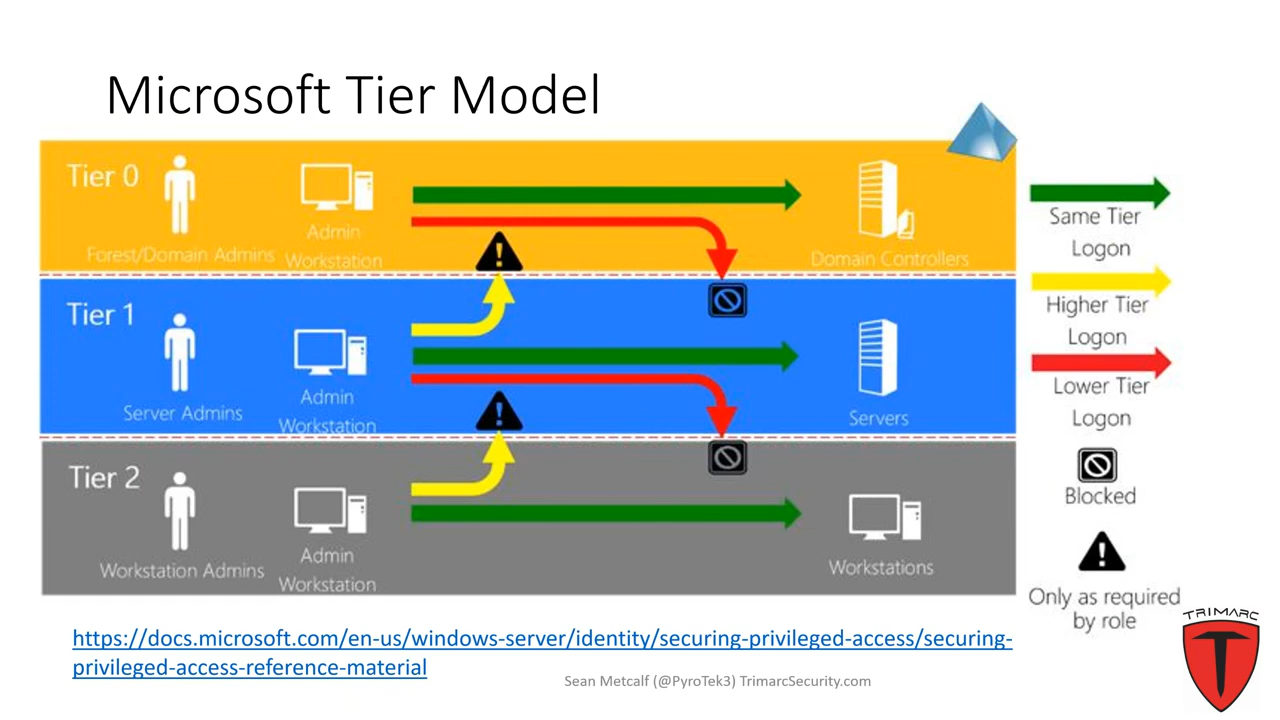 Microsoft Tier Model
Tier 0
Forest/Domain Admins
Admin
Workstation
Domain Controllers
Tier 1
Server Admins
Admin
Workstation
Servers
Tier 2
Workstation Admins
Admin
Workstation
Workstations
Same Tier
Logon
Higher Tier
Logon
Lower Tier
Logon
Blocked
Only as required
by role
https://docs.microsoft.com/en-us/windows-server/identity/securing-privileged-access/securing-
privileged-access-reference-material
Sean Metcalf (@PyroTek3) TrimarcSecurity.com
TRIMARC